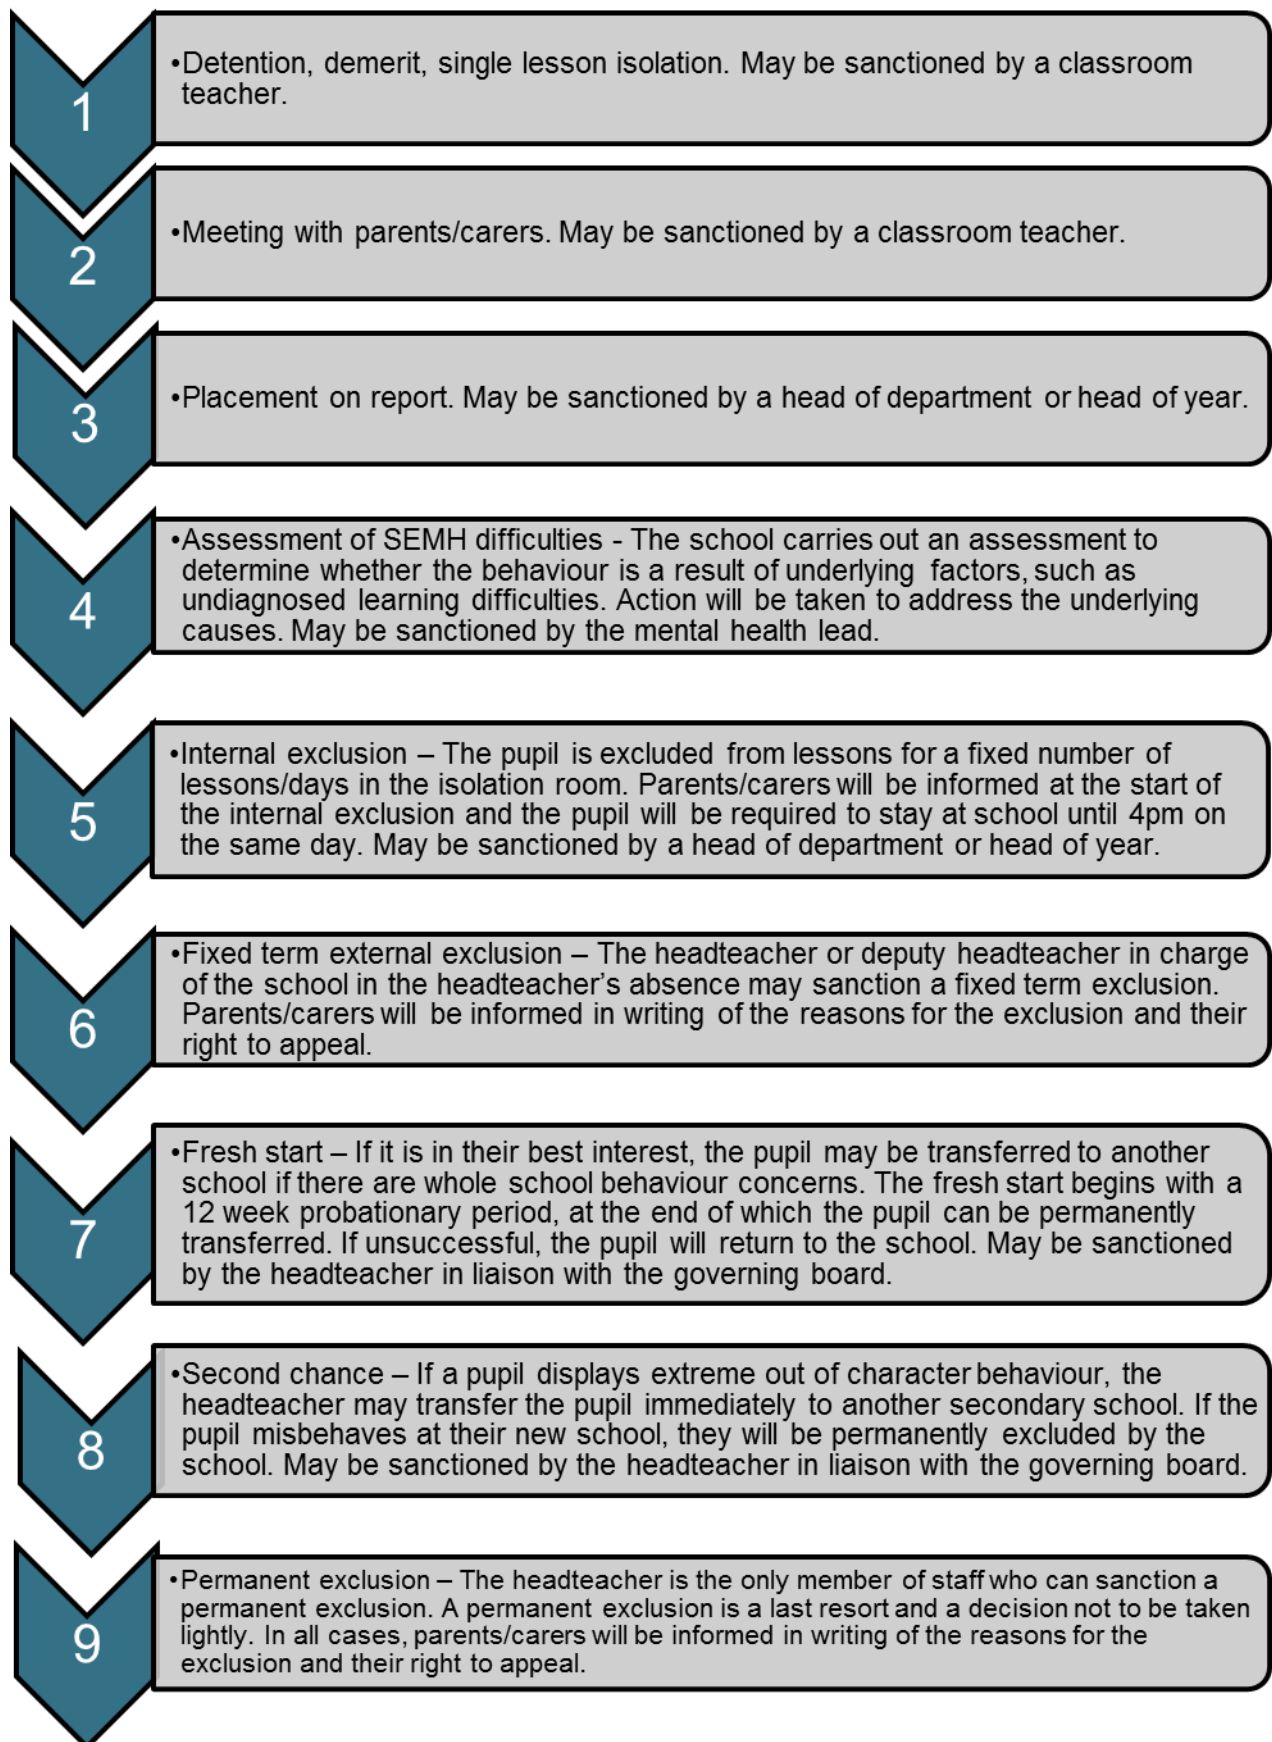 1
•Detention, demerit, single lesson isolation. May be sanctioned by a classroom
teacher.
2
•Meeting with parents/carers. May be sanctioned by a classroom teacher.
3
•Placement on report. May be sanctioned by a head of department or head of year.
4
•Assessment of SEMH difficulties - The school carries out an assessment to
determine whether the behaviour is a result of underlying factors, such as
undiagnosed learning difficulties. Action will be taken to address the underlying
causes. May be sanctioned by the mental health lead.
5
•Internal exclusion – The pupil is excluded from lessons for a fixed number of
lessons/days in the isolation room. Parents/carers will be informed at the start of
the internal exclusion and the pupil will be required to stay at school until 4pm on
the same day. May be sanctioned by a head of department or head of year.
6
•Fixed term external exclusion – The headteacher or deputy headteacher in charge
of the school in the headteacher’s absence may sanction a fixed term exclusion.
Parents/carers will be informed in writing of the reasons for the exclusion and their
right to appeal.
7
•Fresh start – If it is in their best interest, the pupil may be transferred to another
school if there are whole school behaviour concerns. The fresh start begins with a
12 week probationary period, at the end of which the pupil can be permanently
transferred. If unsuccessful, the pupil will return to the school. May be sanctioned
by the headteacher in liaison with the governing board.
8
•Second chance – If a pupil displays extreme out of character behaviour, the
headteacher may transfer the pupil immediately to another secondary school. If the
pupil misbehaves at their new school, they will be permanently excluded by the
school. May be sanctioned by the headteacher in liaison with the governing board.
9
•Permanent exclusion – The headteacher is the only member of staff who can sanction a
permanent exclusion. A permanent exclusion is a last resort and a decision not to be taken
lightly. In all cases, parents/carers will be informed in writing of the reasons for the
exclusion and their right to appeal.